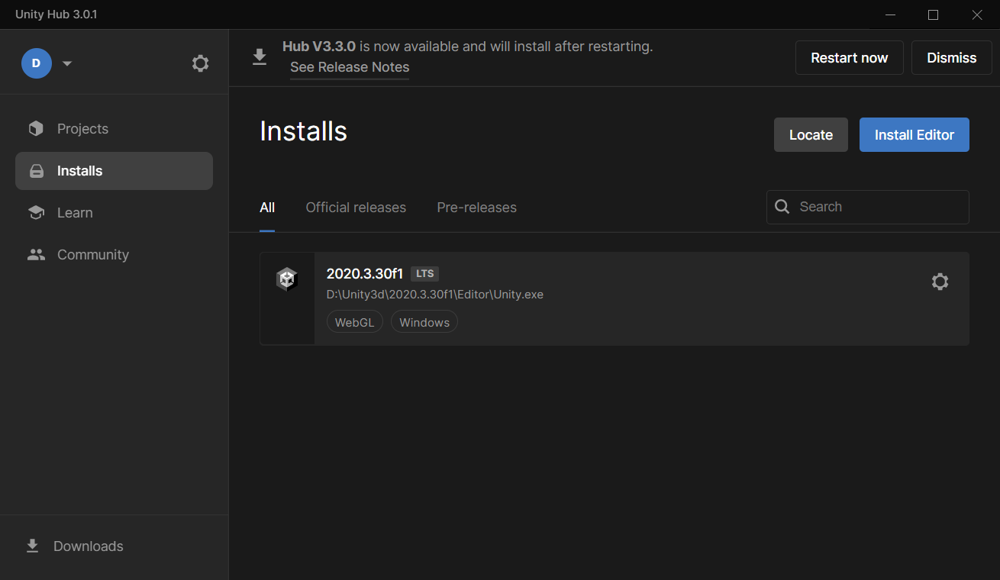 Unity Hub 3.0.1
D
Hub V3.3.0 is now available and will install after restarting.
See Release Notes
Restart now
Dismiss
Projects
Installs
Learn
Community
Downloads
Installs
Locate
Install Editor
All
Official releases
Pre-releases
Search
2020.3.30f1 LTS
D:\Unity3d\2020.3.30f1\Editor\Unity.exe
WebGL
Windows